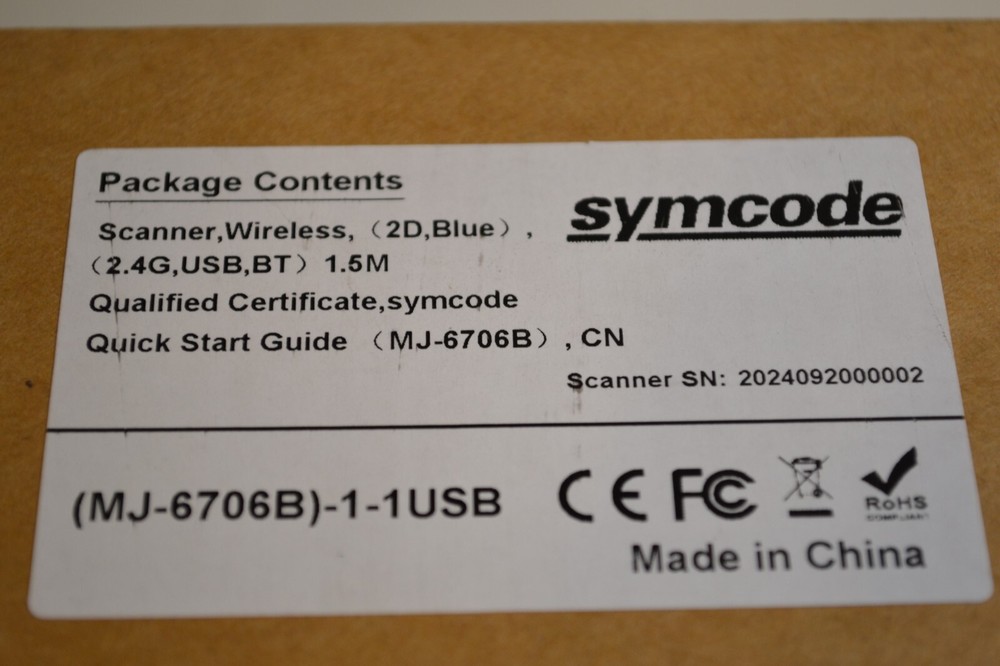 Package Contents
symcode
Scanner,Wireless,（2D,Blue）,
（2.4G,USB,BT）1.5M
Qualified Certificate,symcode
Quick Start Guide （MJ-6706B）, CN
Scanner SN: 2024092000002
(MJ-6706B)-1-1USB
CE FC RoHS
COMPLIANT
Made in China